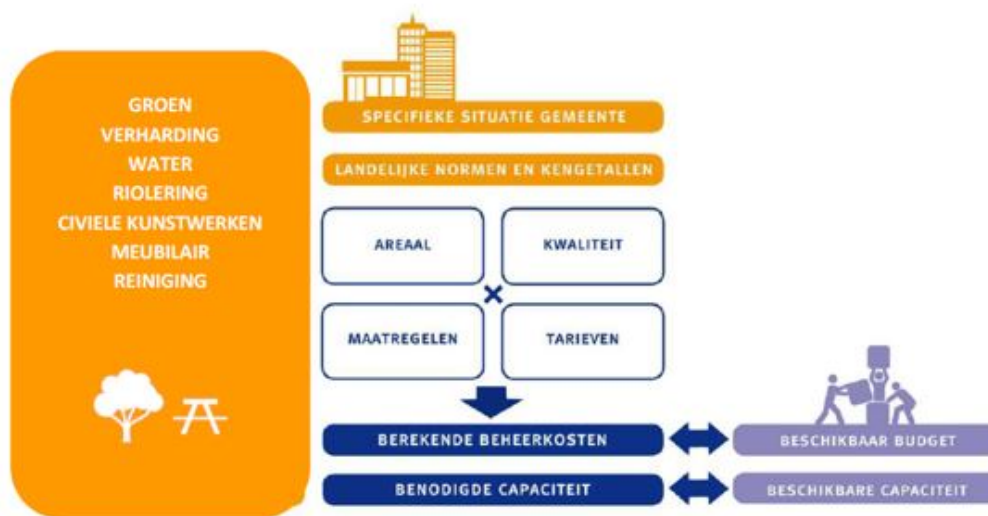 GROEN
VERHARDING
WATER
RIOLERING
CIVIELE KUNSTWERKEN
MEUBILAIR
REINIGING
SPECIFIEKE SITUATIE GEMEENTE
LANDELIJKE NORMEN EN KENGETALLEN
AREAAL
KWALITEIT
×
MAATREGELEN
TARIEVEN
BEREKENDE BEHEERKOSTEN
BESCHIKBAAR BUDGET
BENODIGDE CAPACITEIT
BESCHIKBARE CAPACITEIT